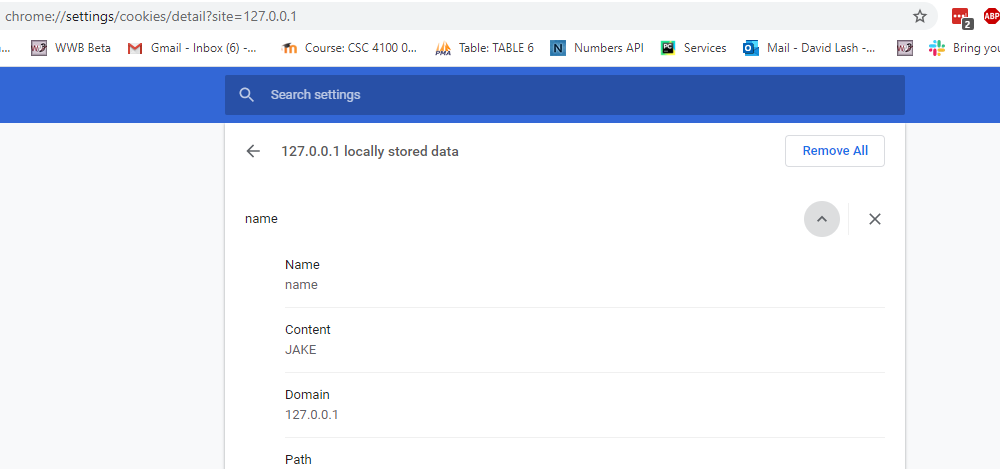 chrome://settings/cookies/detail?site=127.0.0.1
2 ABP
n... WWB Beta Gmail - Inbox (6) -... Course: CSC 4100 0... PMA Table: TABLE 6 N Numbers API PC Services Mail - David Lash -... Bring you
Search settings
127.0.0.1 locally stored data Remove All
name
Name
name
Content
JAKE
Domain
127.0.0.1
Path